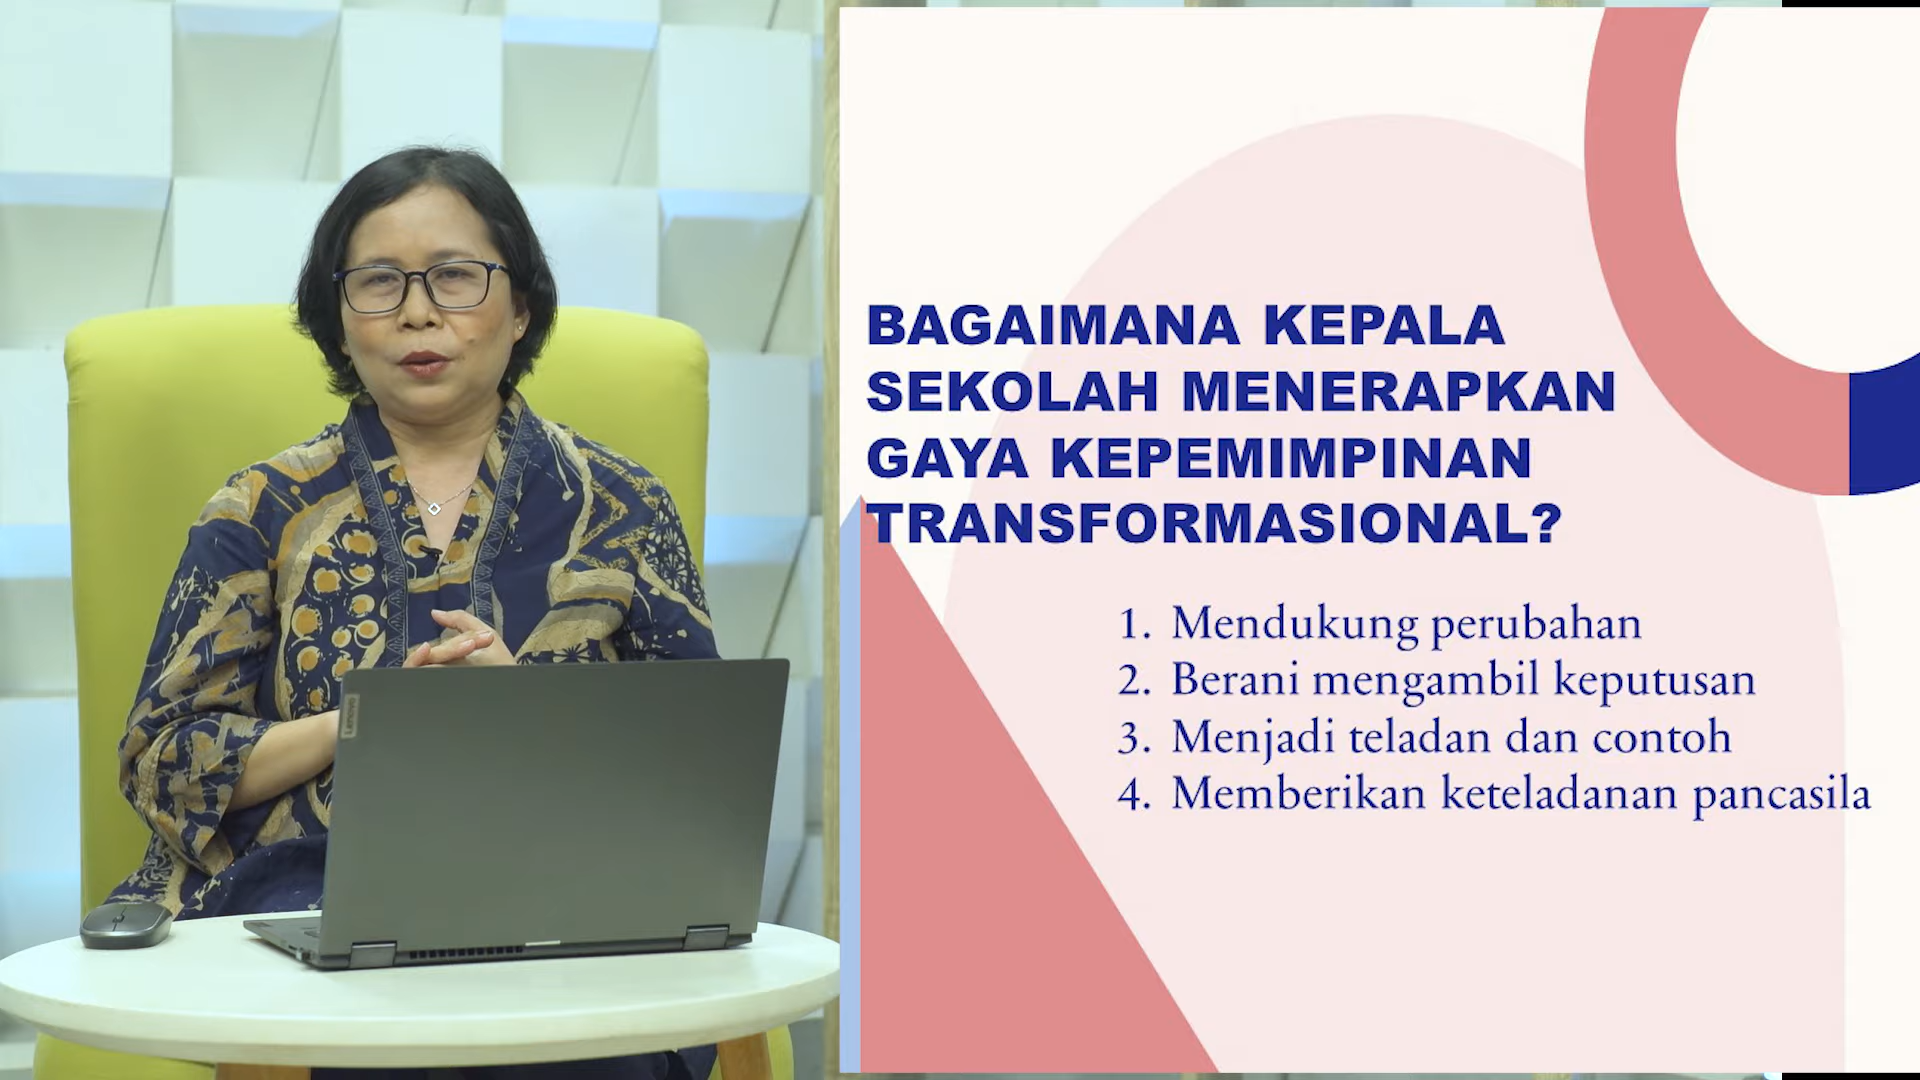 BAGAIMANA KEPALA
SEKOLAH MENERAPKAN
GAYA KEPEMIMPINAN
TRANSFORMASIONAL?
1. Mendukung perubahan
2. Berani mengambil keputusan
3. Menjadi teladan dan contoh
4. Memberikan keteladanan pancasila
Lenovo